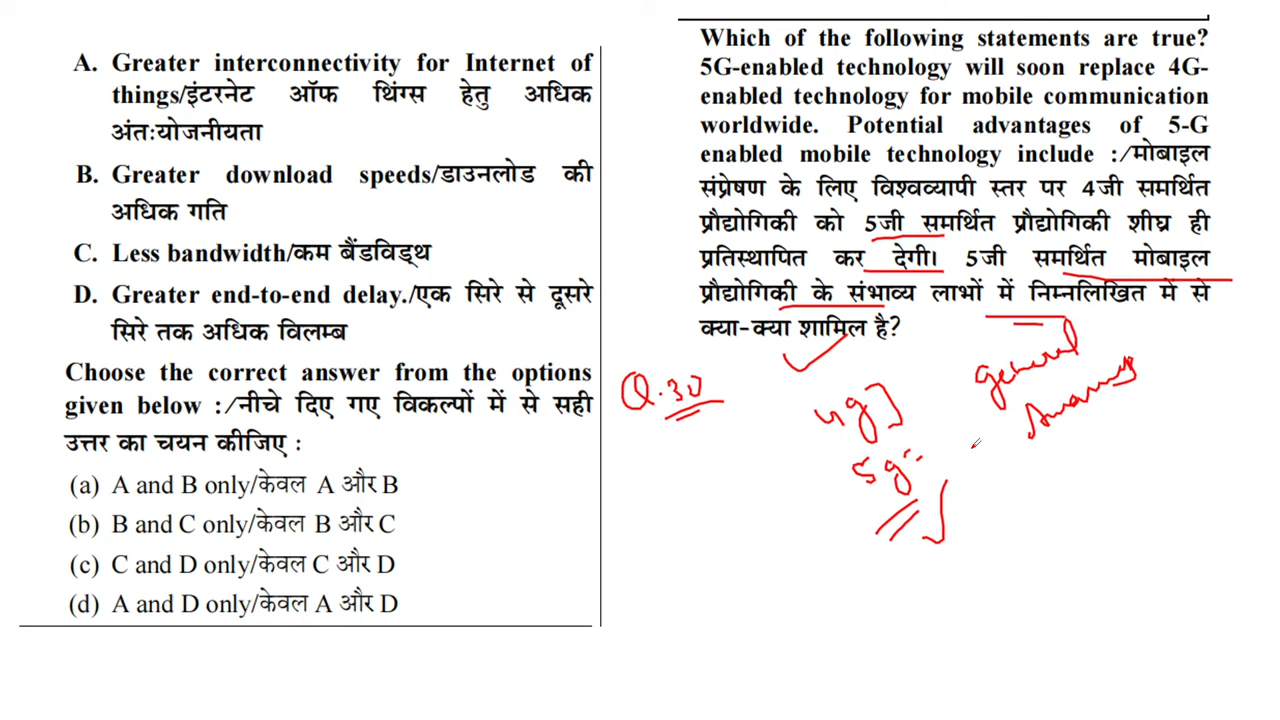 A. Greater interconnectivity for Internet of
things/इंटरनेट ऑफ थिंग्स हेतु अधिक
अंतःयोजनीयता
B. Greater download speeds/डाउनलोड की
अधिक गति
C. Less bandwidth/कम बैंडविड्थ
D. Greater end-to-end delay./एक सिरे से दूसरे
सिरे तक अधिक विलम्ब
Choose the correct answer from the options
given below :/नीचे दिए गए विकल्पों में से सही
उत्तर का चयन कीजिए :
(a) A and B only/केवल A और B
(b) B and C only/केवल B और C
(c) C and D only/केवल C और D
(d) A and D only/केवल A और D
Which of the following statements are true?
5G-enabled technology will soon replace 4G-
enabled technology for mobile communication
worldwide. Potential advantages of 5-G
enabled mobile technology include :/मोबाइल
संप्रेषण के लिए विश्वव्यापी स्तर पर 4जी समर्थित
प्रौद्योगिकी को 5जी समर्थित प्रौद्योगिकी शीघ्र ही
प्रतिस्थापित कर देगी। 5जी समर्थित मोबाइल
प्रौद्योगिकी के संभाव्य लाभों में निम्नलिखित में से
क्या-क्या शामिल है?
Q.30
general
4g
5g